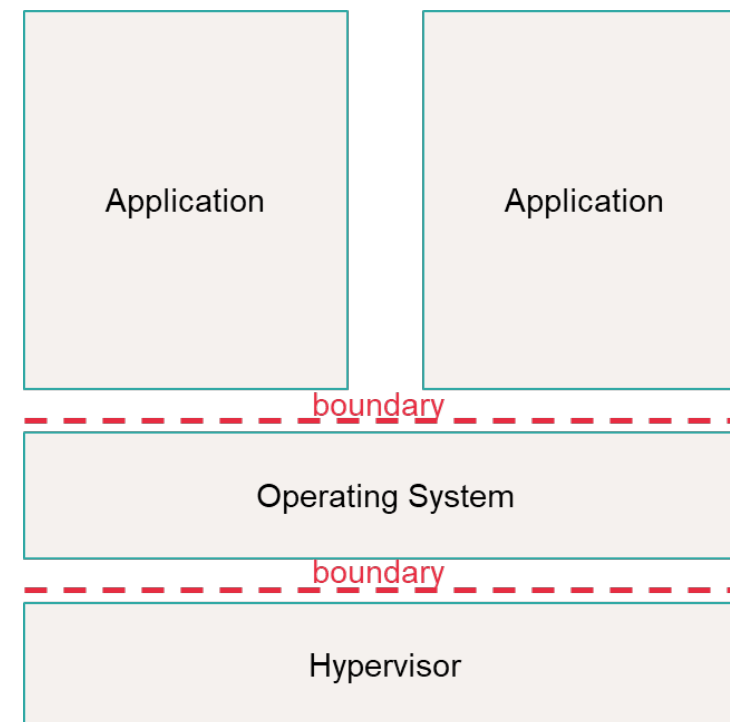 Application
Application
boundary
Operating System
boundary
Hypervisor